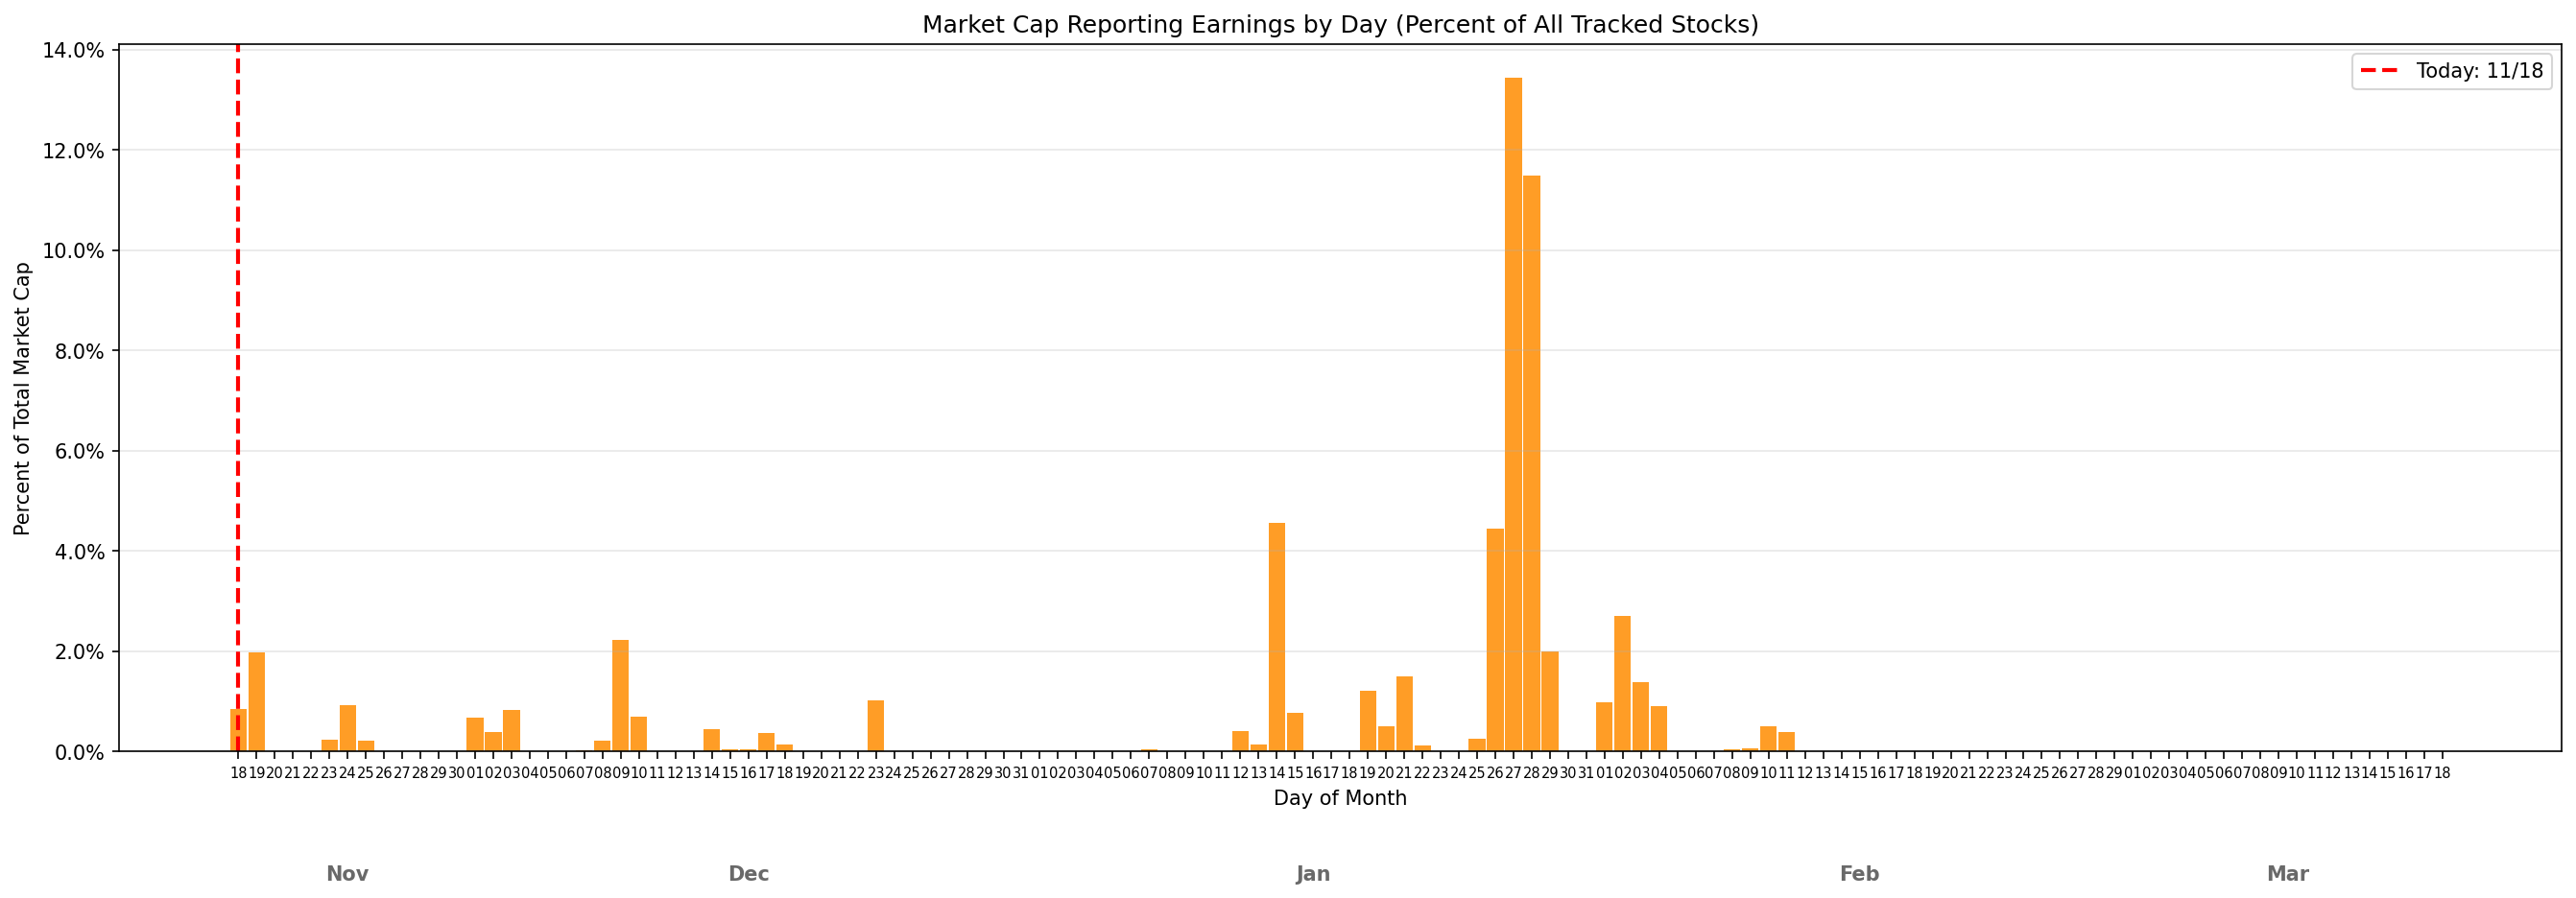 Market Cap Reporting Earnings by Day (Percent of All Tracked Stocks)
Today: 11/18
Percent of Total Market Cap
14.0%
12.0%
10.0%
8.0%
6.0%
4.0%
2.0%
0.0%
18 19 20 21 22 23 24 25 26 27 28 29 30 01 02 03 04 05 06 07 08 09 10 11 12 13 14 15 16 17 18 19 20 21 22 23 24 25 26 27 28 29 30 31 01 02 03 04 05 06 07 08 09 10 11 12 13 14 15 16 17 18 19 20 21 22 23 24 25 26 27 28 29 30 31 01 02 03 04 05 06 07 08 09 10 11 12 13 14 15 16 17 18 19 20 21 22 23 24 25 26 27 28 29 01 02 03 04 05 06 07 08 09 10 11 12 13 14 15 16 17 18
Day of Month
Nov Dec Jan Feb Mar